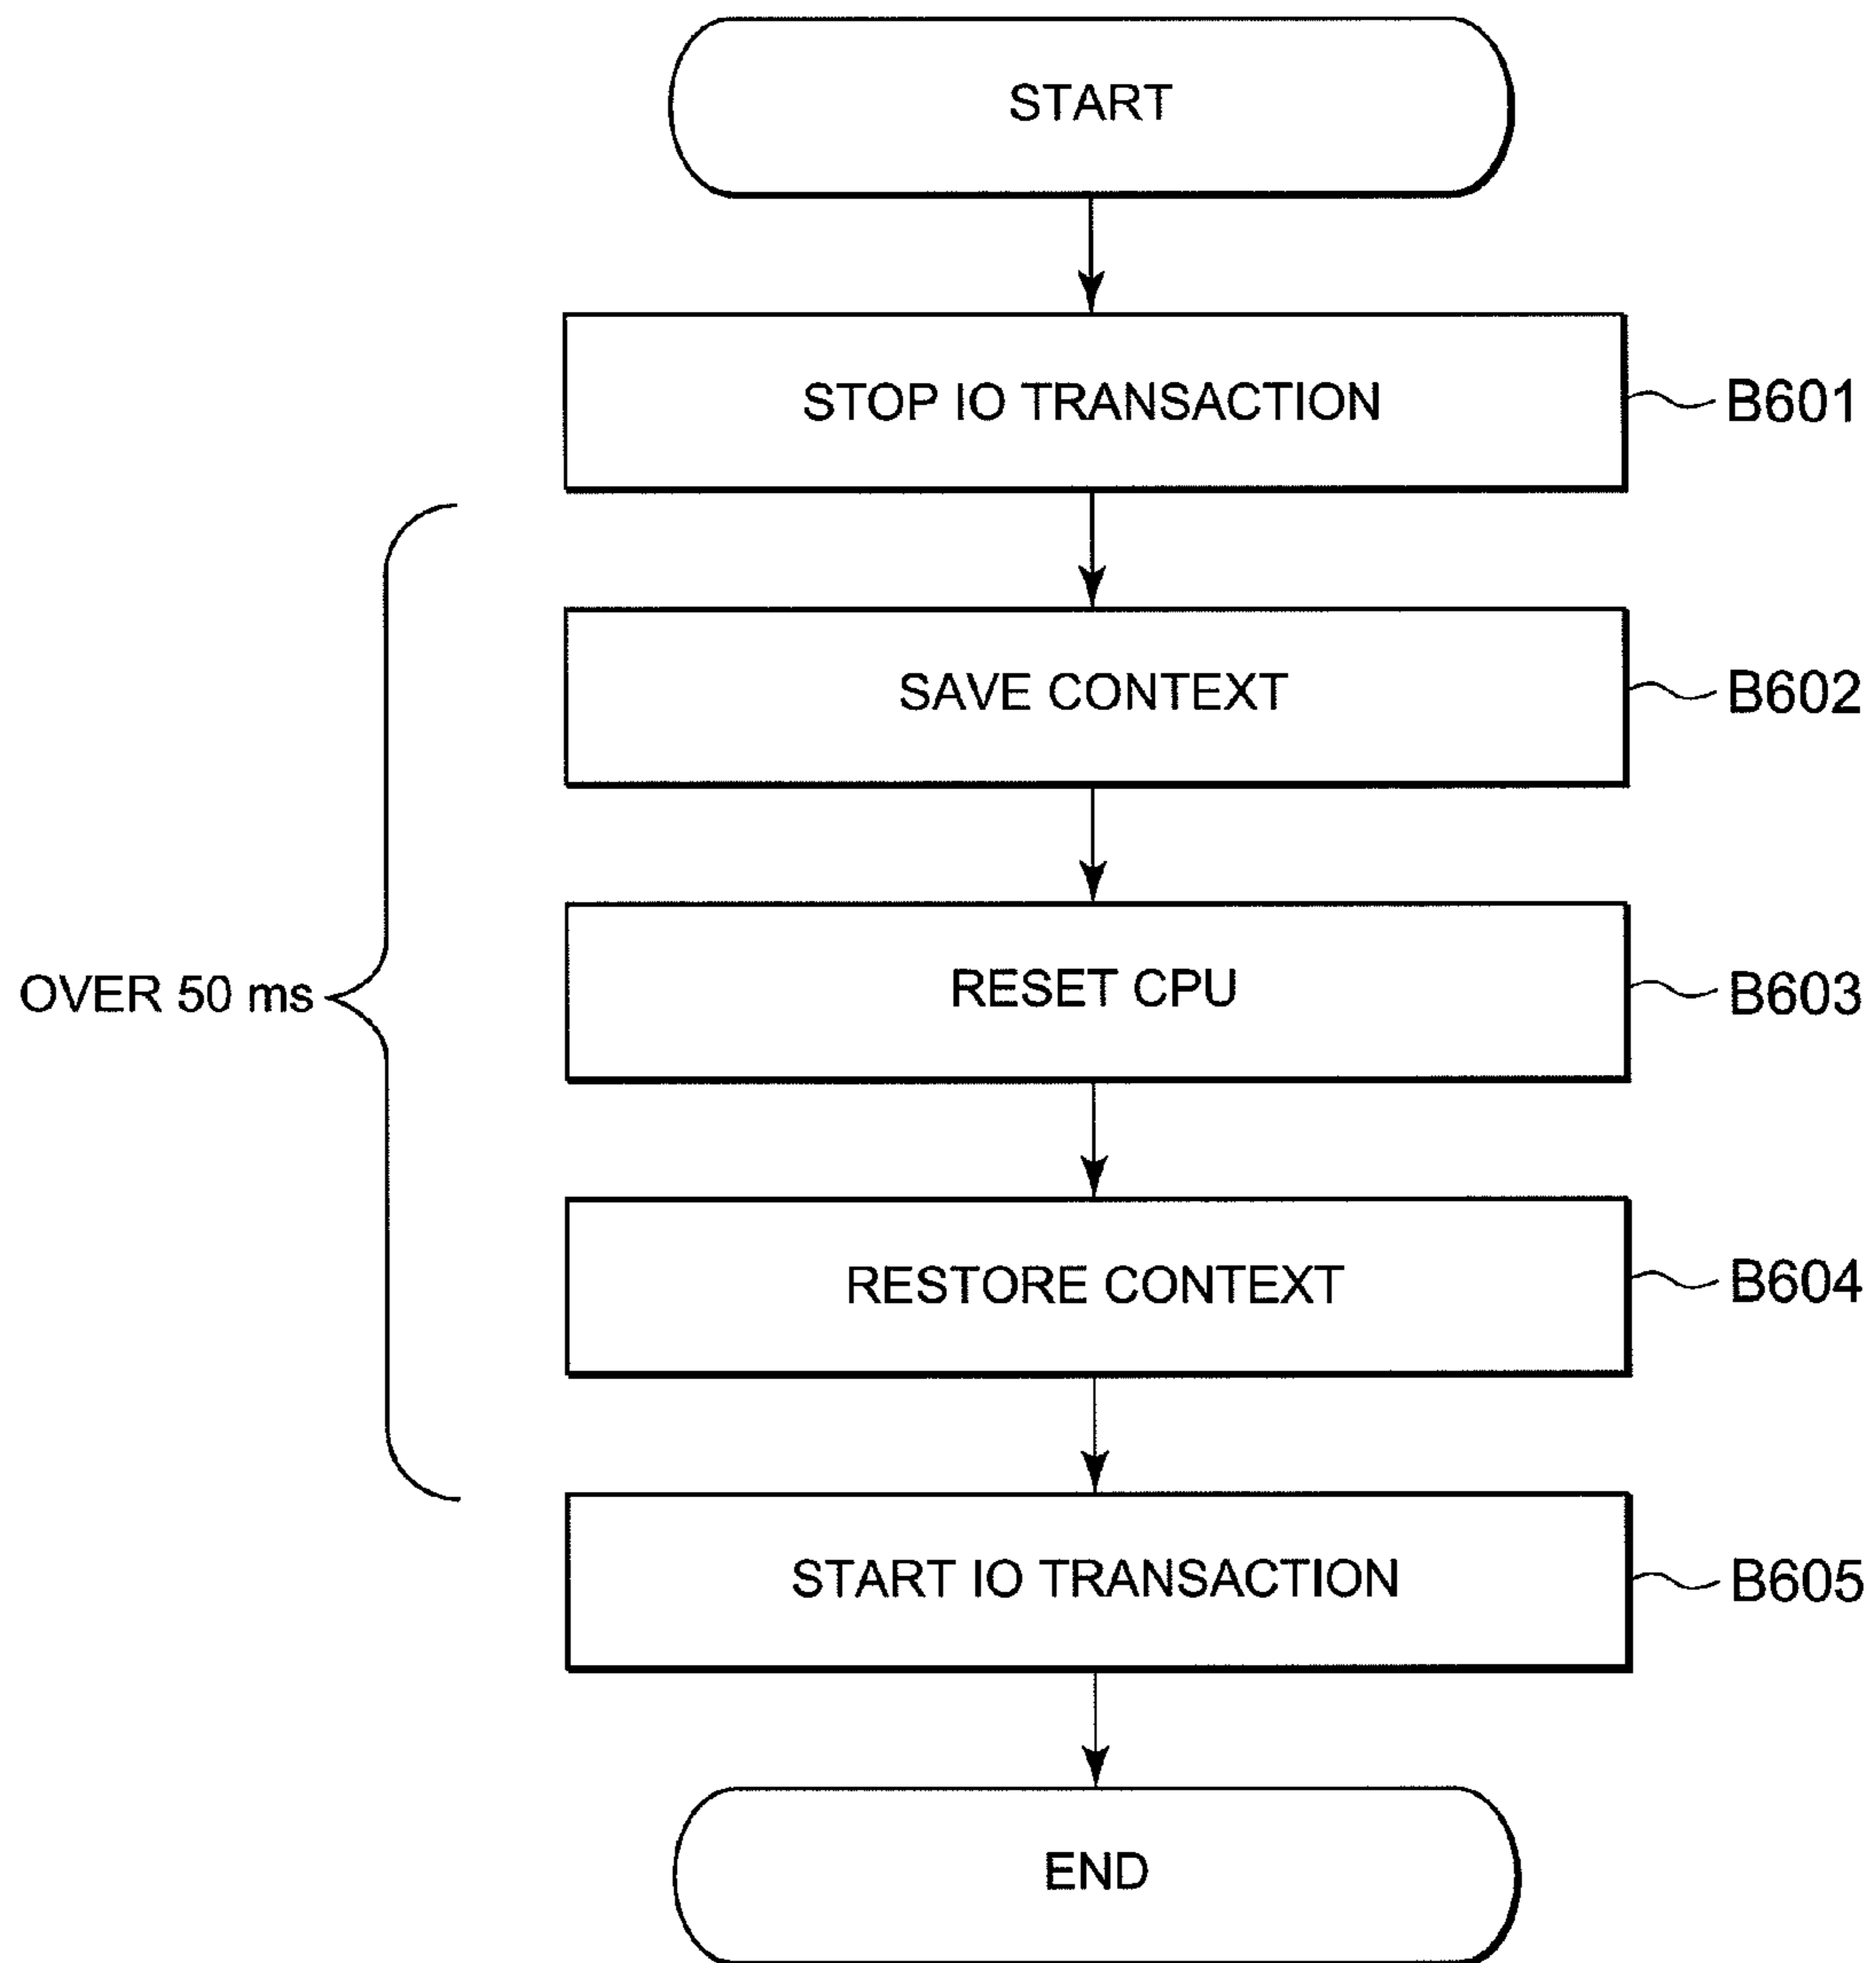 START
STOP IO TRANSACTION
B601
SAVE CONTEXT
B602
OVER 50 ms
RESET CPU
B603
RESTORE CONTEXT
B604
START IO TRANSACTION
B605
END